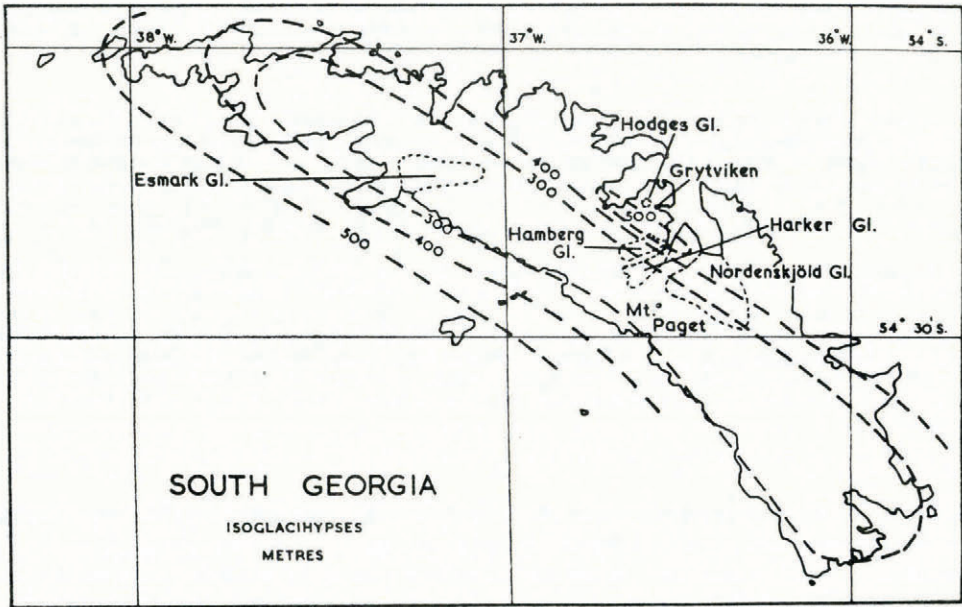 38° W.
37° W.
36° W.
54° S.
Hodges Gl.
Grytviken
400
300
500
Esmark Gl.
Harker Gl.
Hamberg
Gl.
300
400
500
Nordenskjöld Gl.
Mt.
Paget
54° 30' S.
SOUTH GEORGIA
ISOGLACIHYPSES
METRES